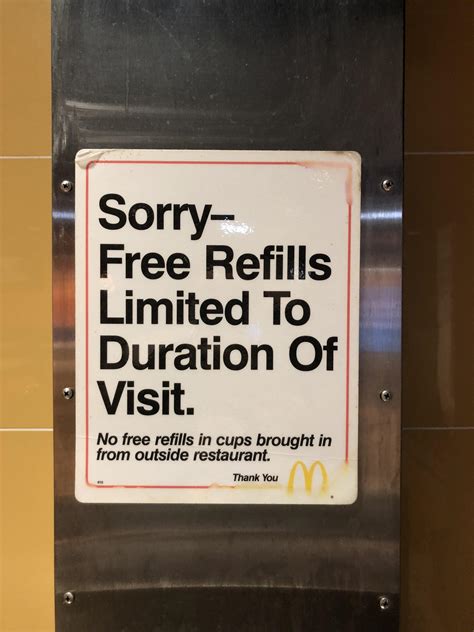 Sorry–
Free Refills
Limited To
Duration Of
Visit.
No free refills in cups brought in
from outside restaurant.
Thank You